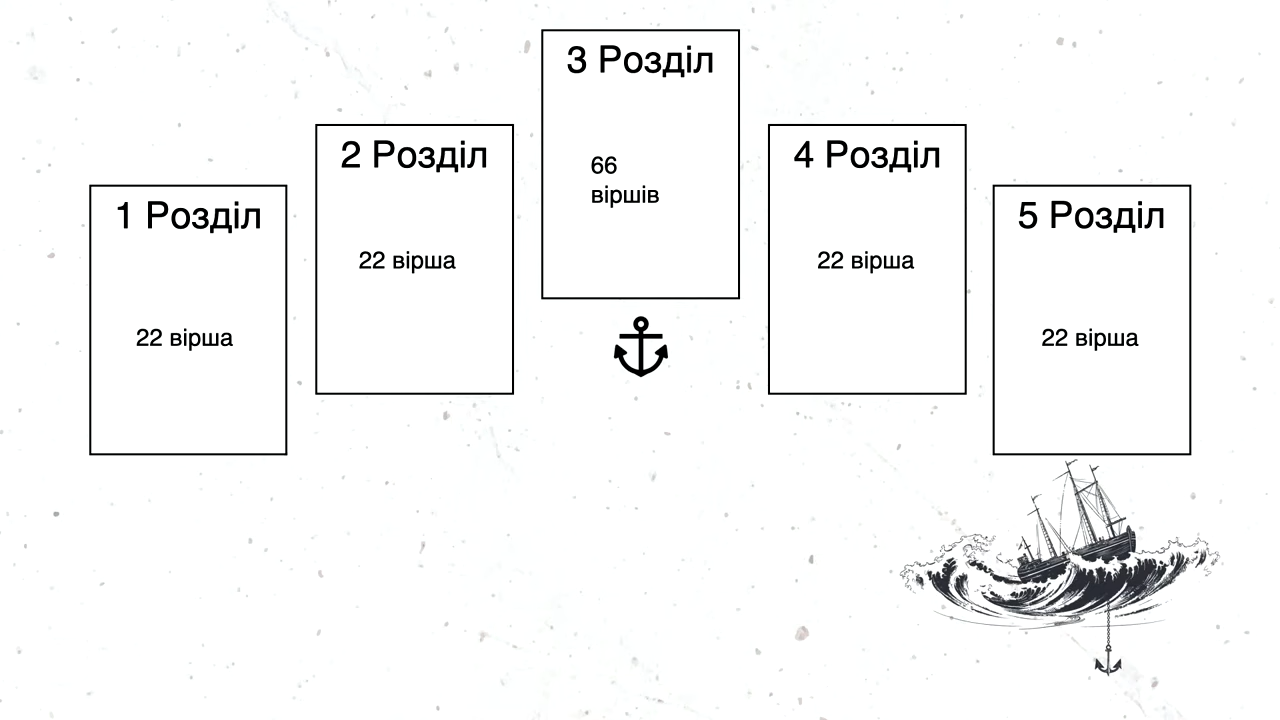 1 Розділ
22 вірша
2 Розділ
22 вірша
3 Розділ
66
віршів
4 Розділ
22 вірша
5 Розділ
22 вірша